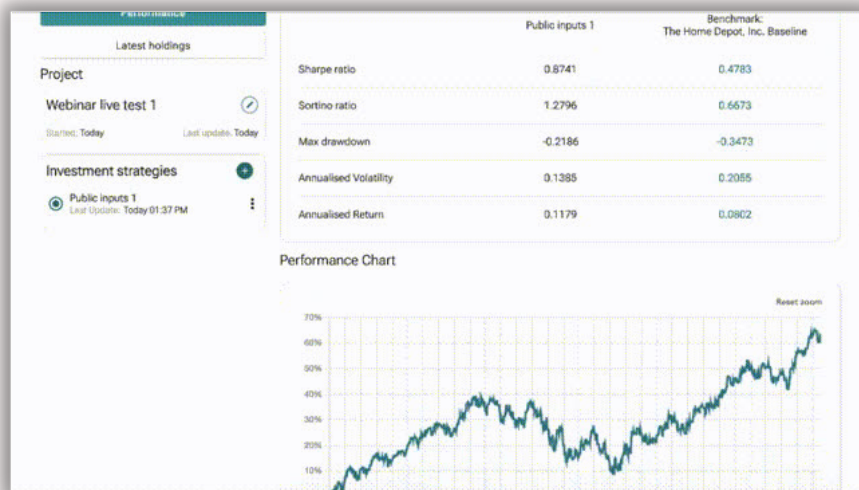 Performance
Latest holdings
Project
Webinar live test 1
Started: Today Last update: Today
Investment strategies
Public inputs 1
Last Update: Today 01:37 PM
Public inputs 1 Benchmark:
The Home Depot, Inc. Baseline
Sharpe ratio 0.8741 0.4783
Sortino ratio 1.2796 0.6673
Max drawdown -0.2186 -0.3473
Annualised Volatility 0.1385 0.2055
Annualised Return 0.1179 0.0802
Performance Chart
Reset zoom
70%
60%
40%
30%
20%
10%